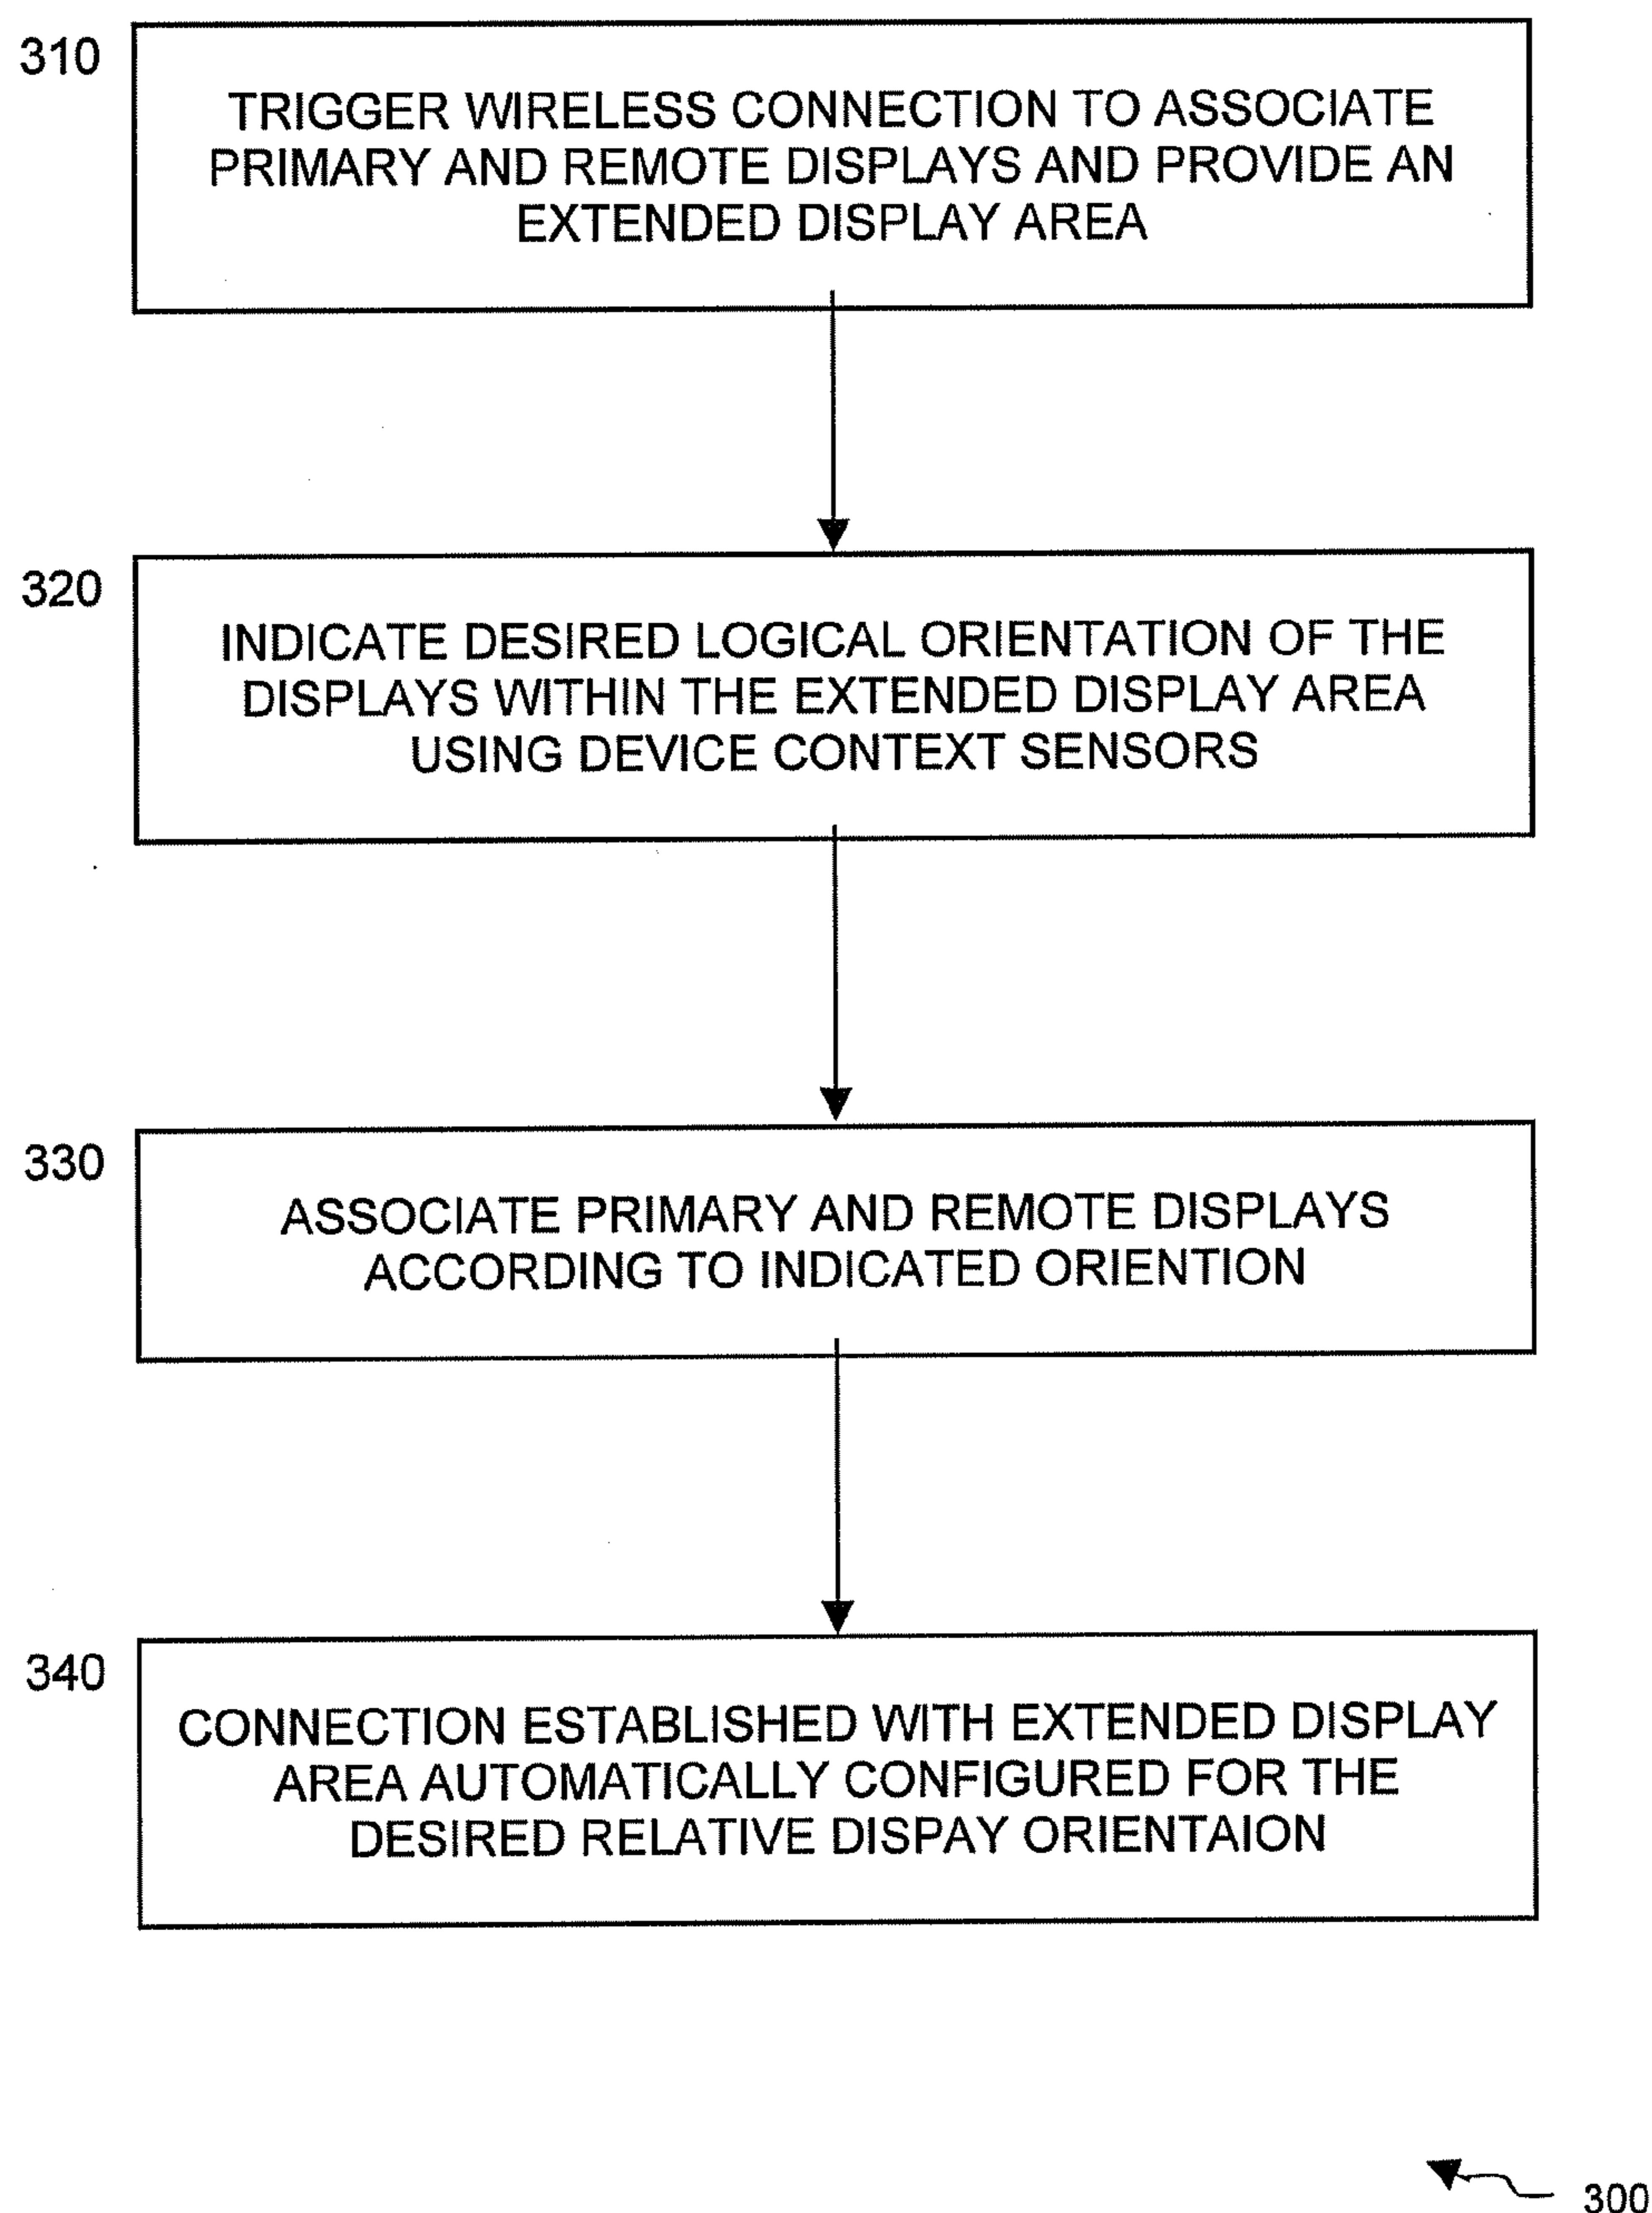 310
TRIGGER WIRELESS CONNECTION TO ASSOCIATE
PRIMARY AND REMOTE DISPLAYS AND PROVIDE AN
EXTENDED DISPLAY AREA
320
INDICATE DESIRED LOGICAL ORIENTATION OF THE
DISPLAYS WITHIN THE EXTENDED DISPLAY AREA
USING DEVICE CONTEXT SENSORS
330
ASSOCIATE PRIMARY AND REMOTE DISPLAYS
ACCORDING TO INDICATED ORIENTION
340
CONNECTION ESTABLISHED WITH EXTENDED DISPLAY
AREA AUTOMATICALLY CONFIGURED FOR THE
DESIRED RELATIVE DISPAY ORIENTAION
300